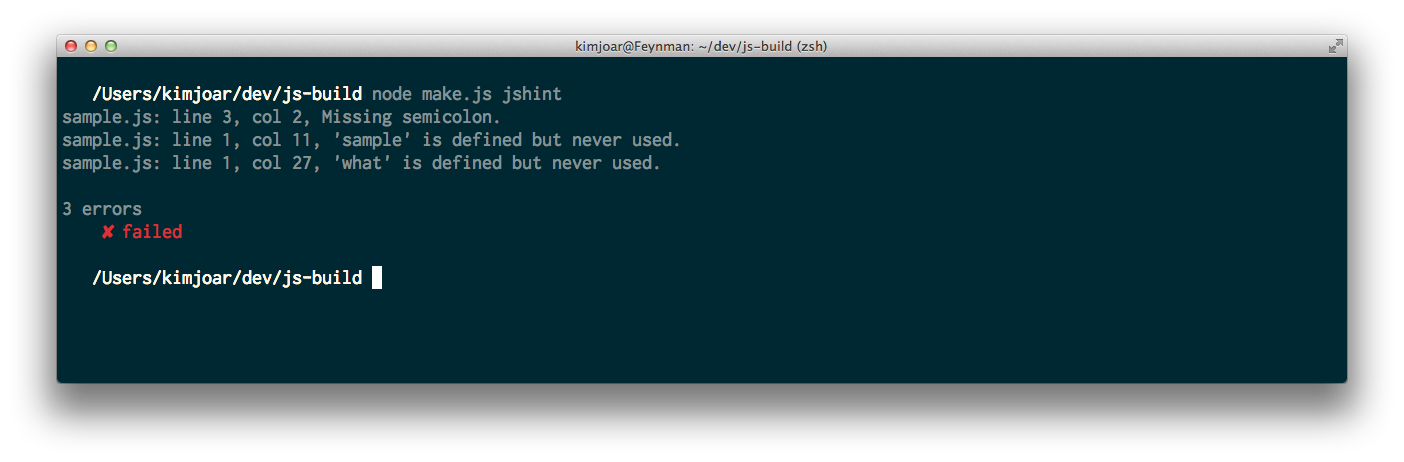 kimjoar@Feynman: ~/dev/js-build (zsh)
/Users/kimjoar/dev/js-build node make.js jshint
sample.js: line 3, col 2, Missing semicolon.
sample.js: line 1, col 11, 'sample' is defined but never used.
sample.js: line 1, col 27, 'what' is defined but never used.
3 errors
✘ failed
/Users/kimjoar/dev/js-build